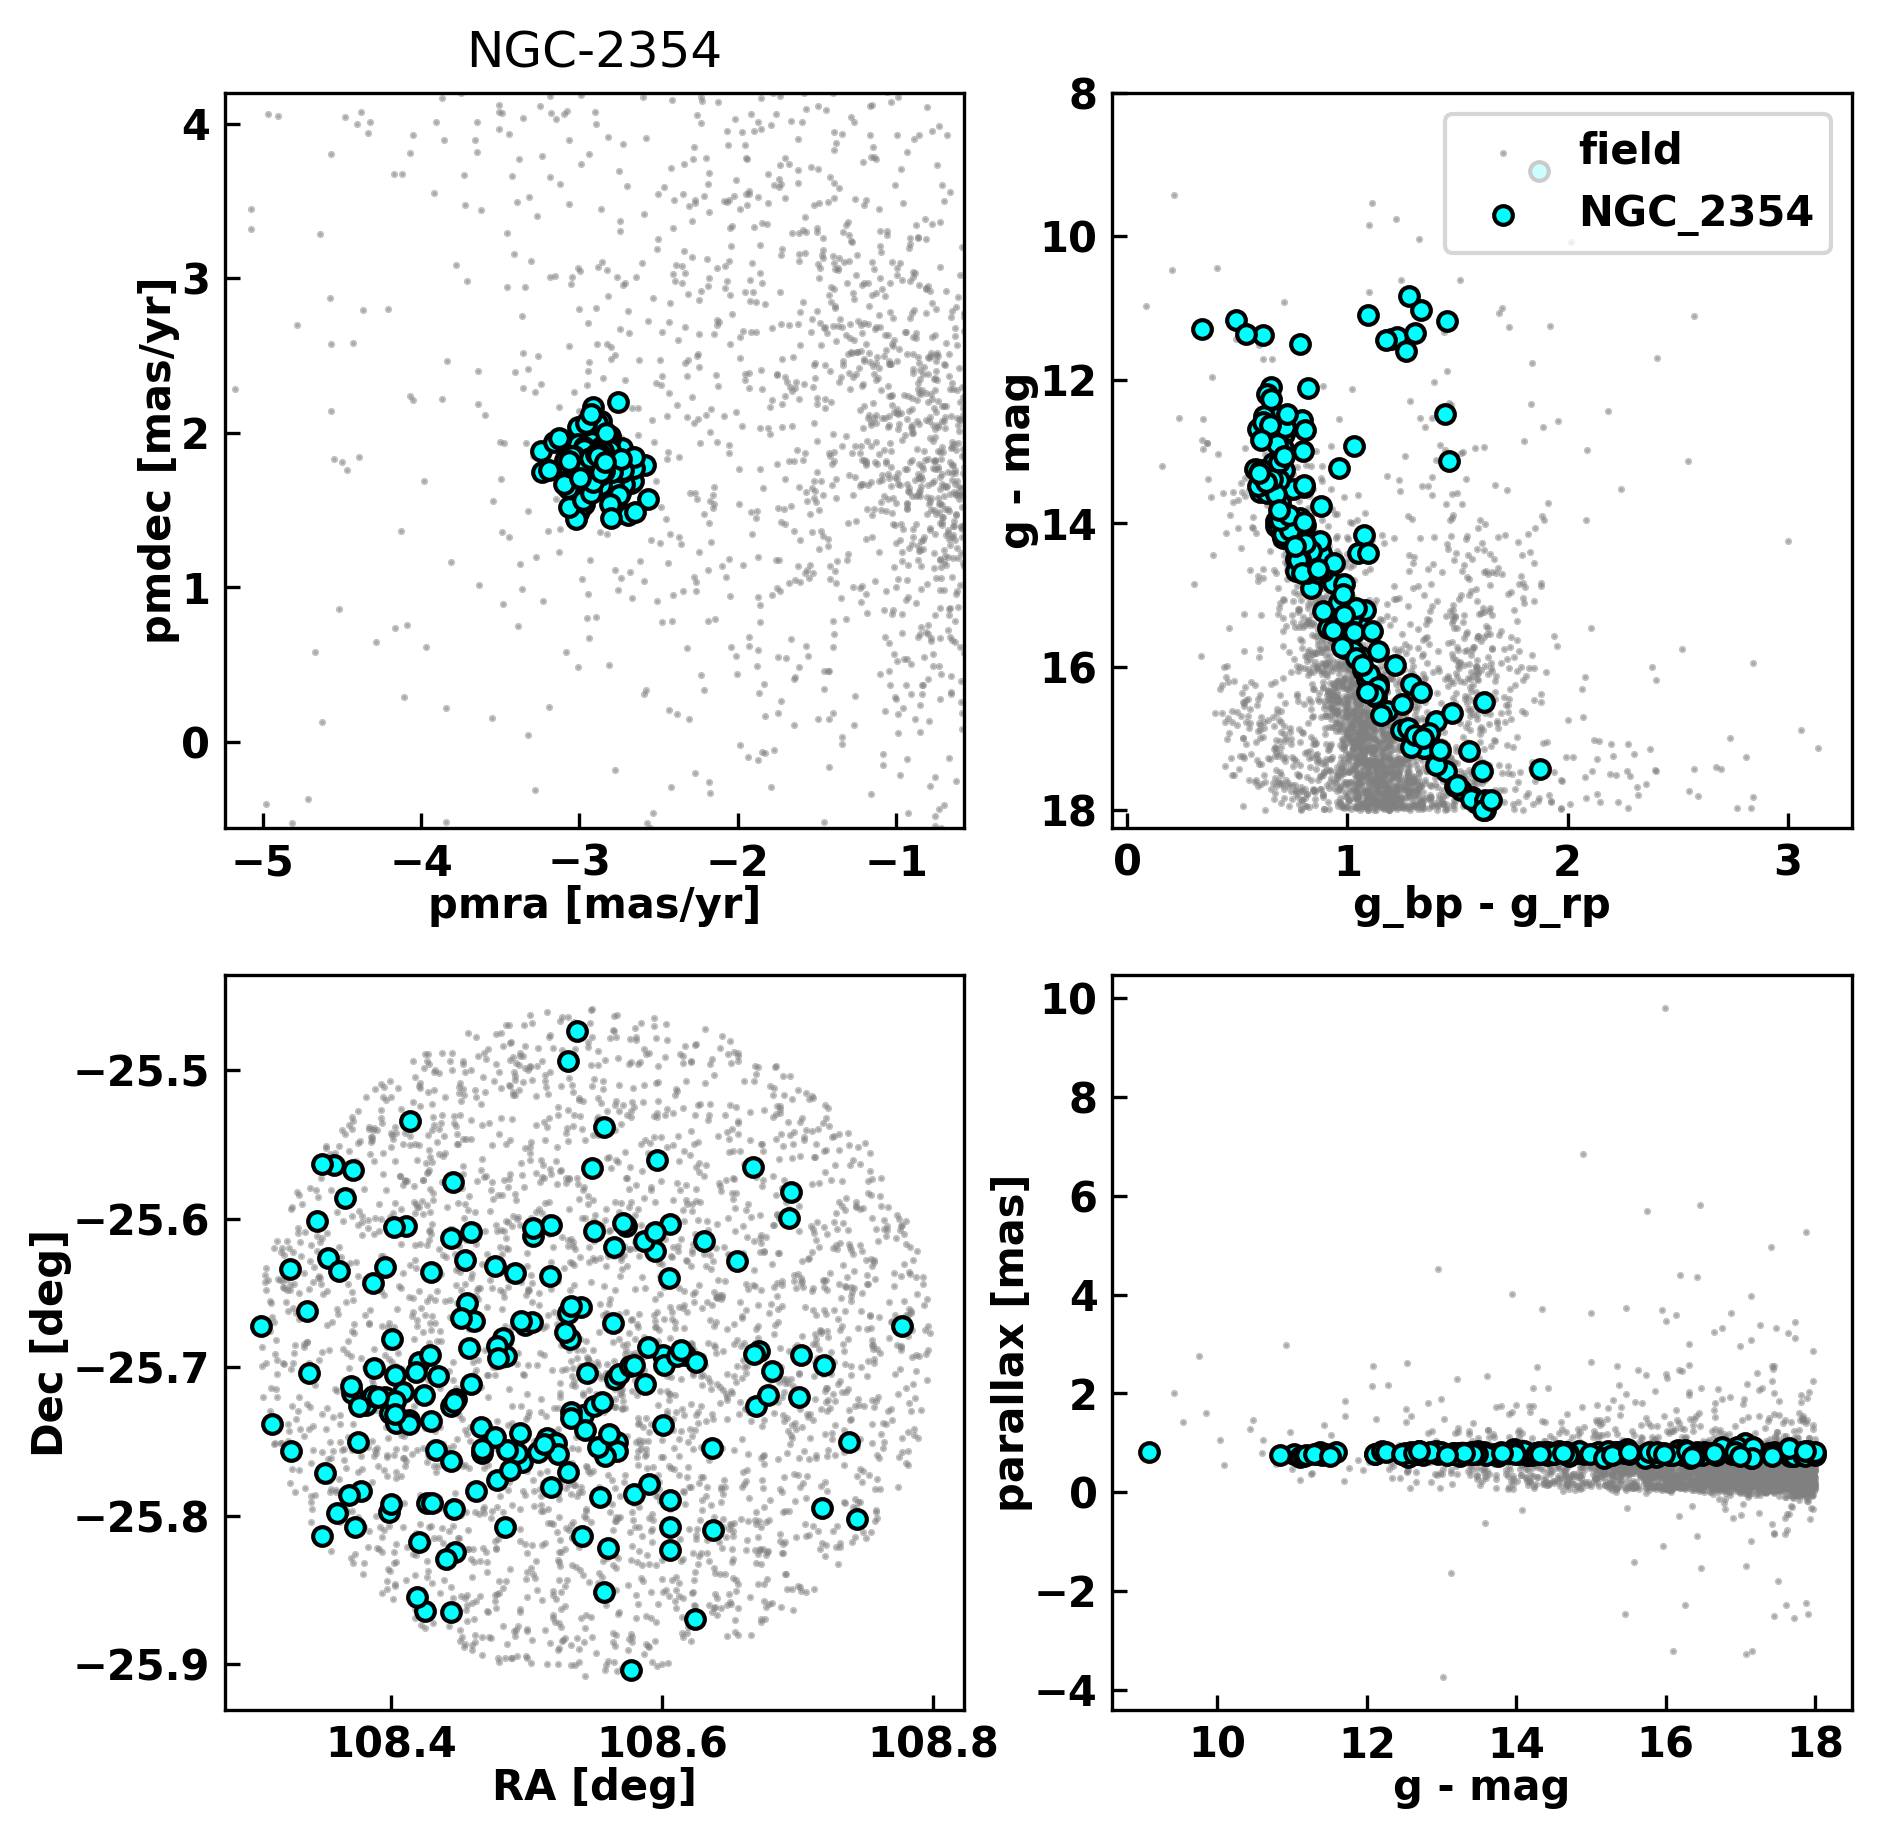 NGC-2354
4
3
2
1
0
pmdec [mas/yr]
−5 −4 −3 −2 −1
pmra [mas/yr]
8
10
12
14
16
18
g - mag
field
NGC_2354
0 1 2 3
g_bp - g_rp
−25.5
−25.6
−25.7
−25.8
−25.9
Dec [deg]
108.4 108.6 108.8
RA [deg]
10
8
6
4
2
0
−2
−4
parallax [mas]
10 12 14 16 18
g - mag